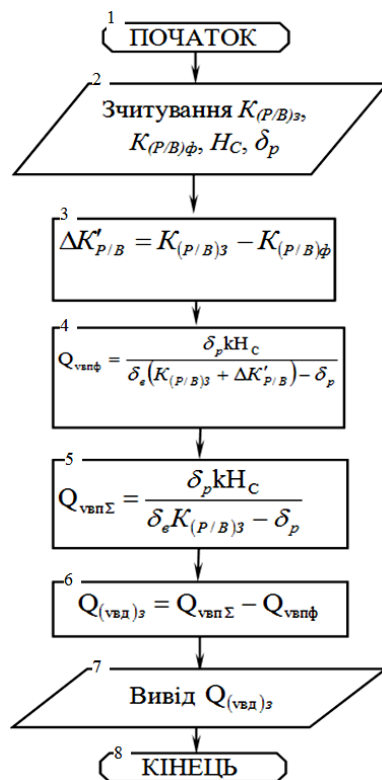 1
ПОЧАТОК
2
Зчитування K(P/B)з,
K(P/B)ф, HC, δp
3
ΔK′P/B = K(P/B)З − K(P/B)ф
4
Qvвпф = δpkHC / δв(K(P/B)З + ΔK′P/B) − δp
5
QvвпΣ = δpkHC / δвK(P/B)З − δp
6
Q(vвд)з = QvвпΣ − Qvвпф
7
Вивід Q(vвд)з
8
КІНЕЦЬ